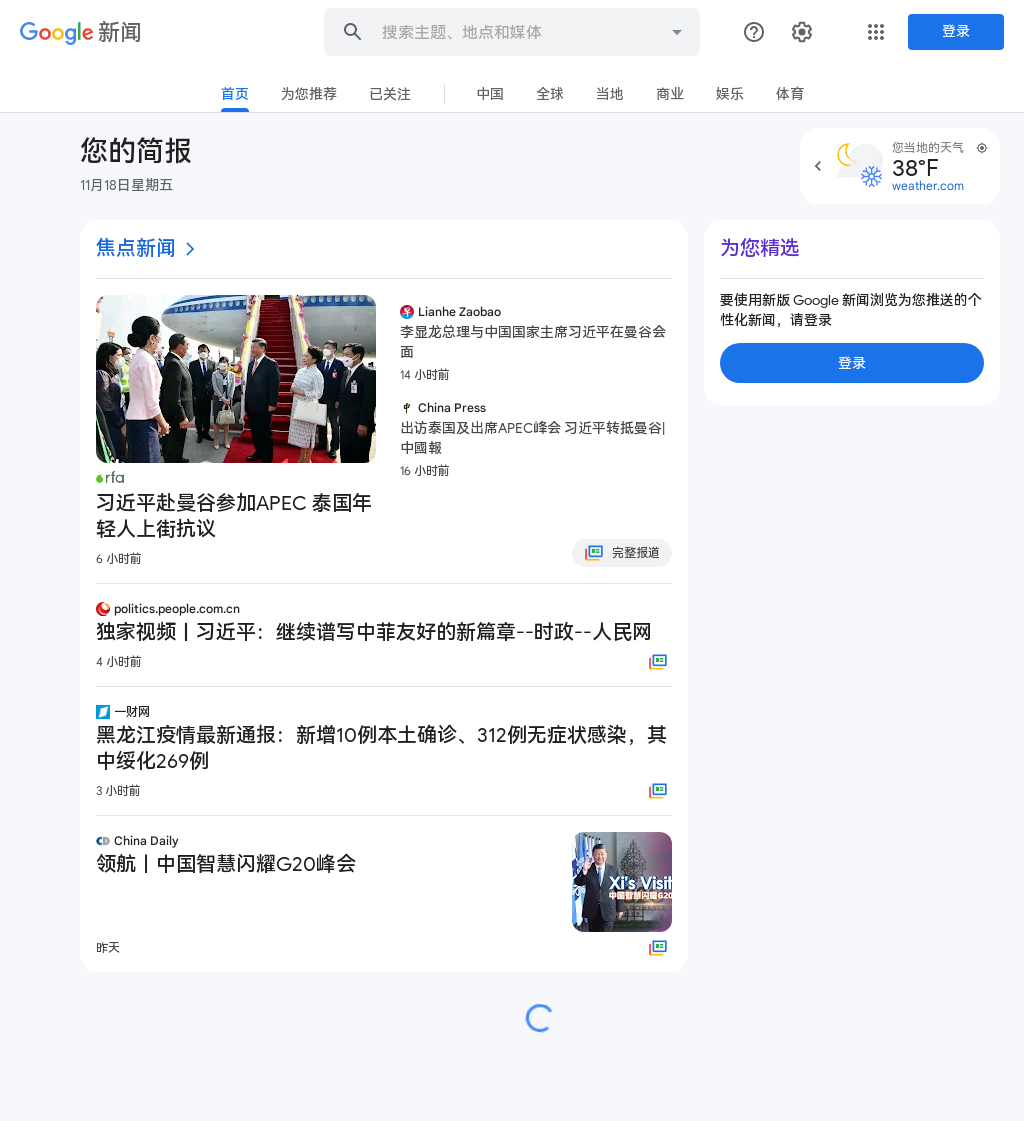 Google 新闻
搜索主题、地点和媒体
登录
首页
为您推荐
已关注
中国
全球
当地
商业
娱乐
体育
您的简报
11月18日星期五
您当地的天气
38°F
weather.com
焦点新闻
rfa
习近平赴曼谷参加APEC 泰国年
轻人上街抗议
6 小时前
Lianhe Zaobao
李显龙总理与中国国家主席习近平在曼谷会
面
14 小时前
China Press
出访泰国及出席APEC峰会 习近平转抵曼谷|
中國報
16 小时前
完整报道
politics.people.com.cn
独家视频丨习近平：继续谱写中菲友好的新篇章--时政--人民网
4 小时前
一财网
黑龙江疫情最新通报：新增10例本土确诊、312例无症状感染，其
中绥化269例
3 小时前
China Daily
领航丨中国智慧闪耀G20峰会
Xi's Visit
中国智慧闪耀G20
昨天
为您精选
要使用新版 Google 新闻浏览为您推送的个
性化新闻，请登录
登录